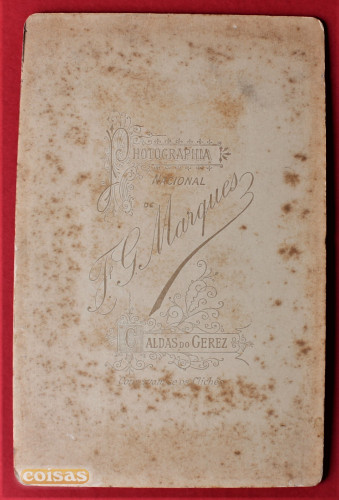 PHOTOGRAPHIA
NACIONAL
DE
F. G. Marques
CALDAS DO GEREZ
coisas